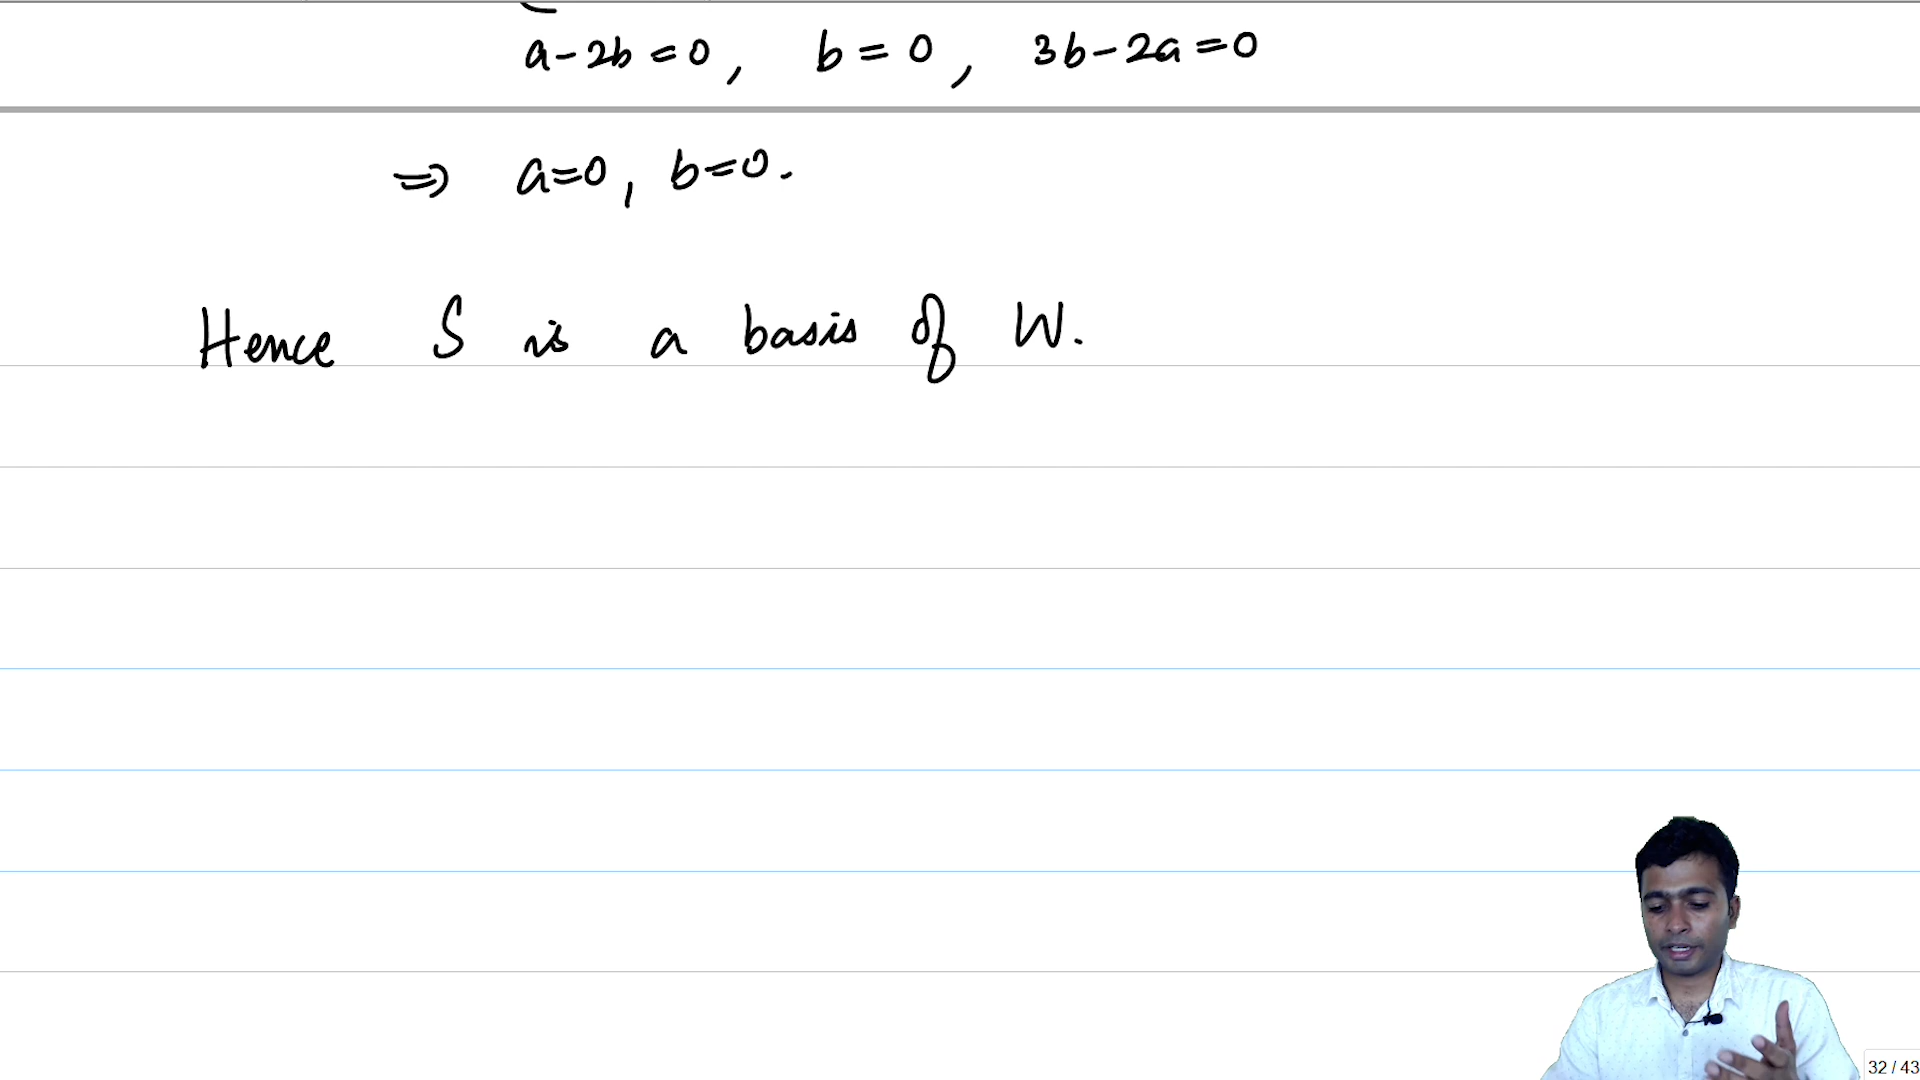 a-2b=0, b=0, 3b-2a=0
⇒ a=0, b=0.
Hence S is a basis of W.
32 / 43